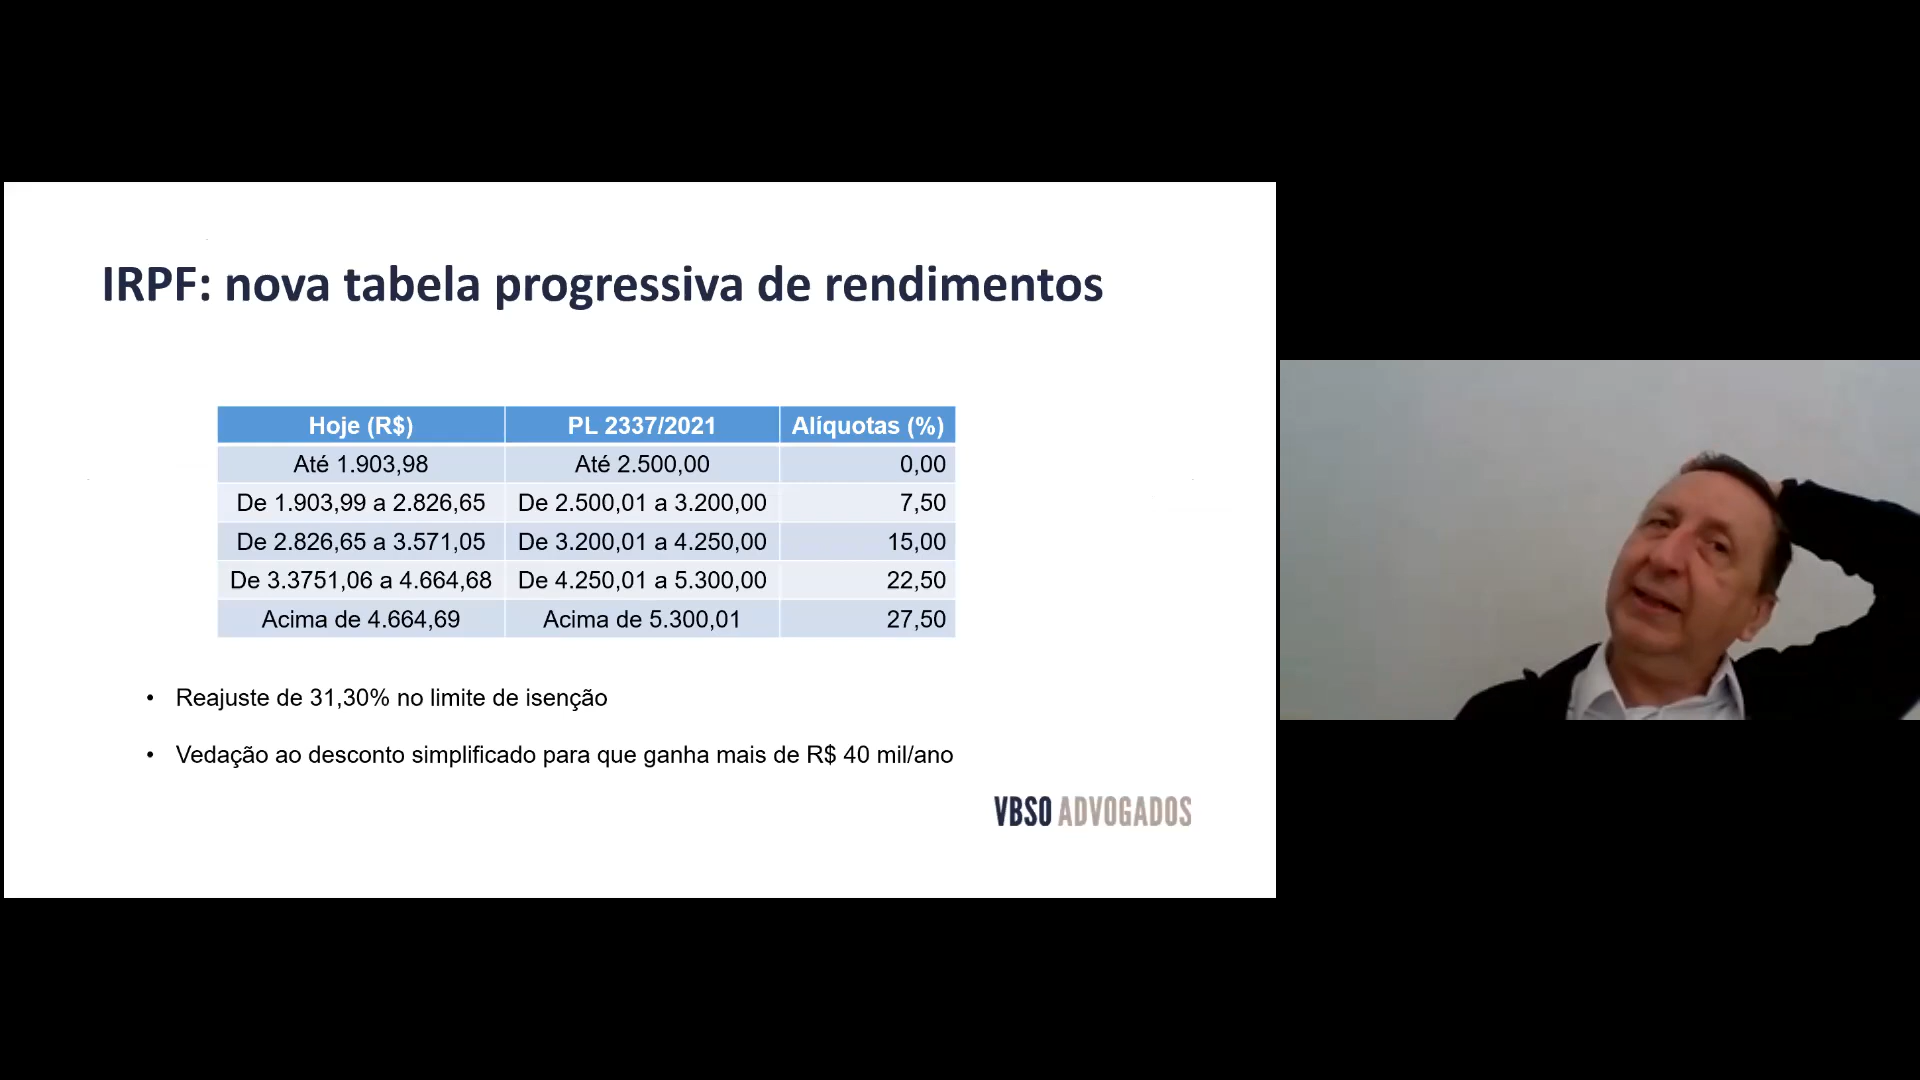 IRPF: nova tabela progressiva de rendimentos
Hoje (R$) PL 2337/2021 Alíquotas (%)
Até 1.903,98 Até 2.500,00 0,00
De 1.903,99 a 2.826,65 De 2.500,01 a 3.200,00 7,50
De 2.826,65 a 3.571,05 De 3.200,01 a 4.250,00 15,00
De 3.3751,06 a 4.664,68 De 4.250,01 a 5.300,00 22,50
Acima de 4.664,69 Acima de 5.300,01 27,50
• Reajuste de 31,30% no limite de isenção
• Vedação ao desconto simplificado para que ganha mais de R$ 40 mil/ano
VBSO ADVOGADOS